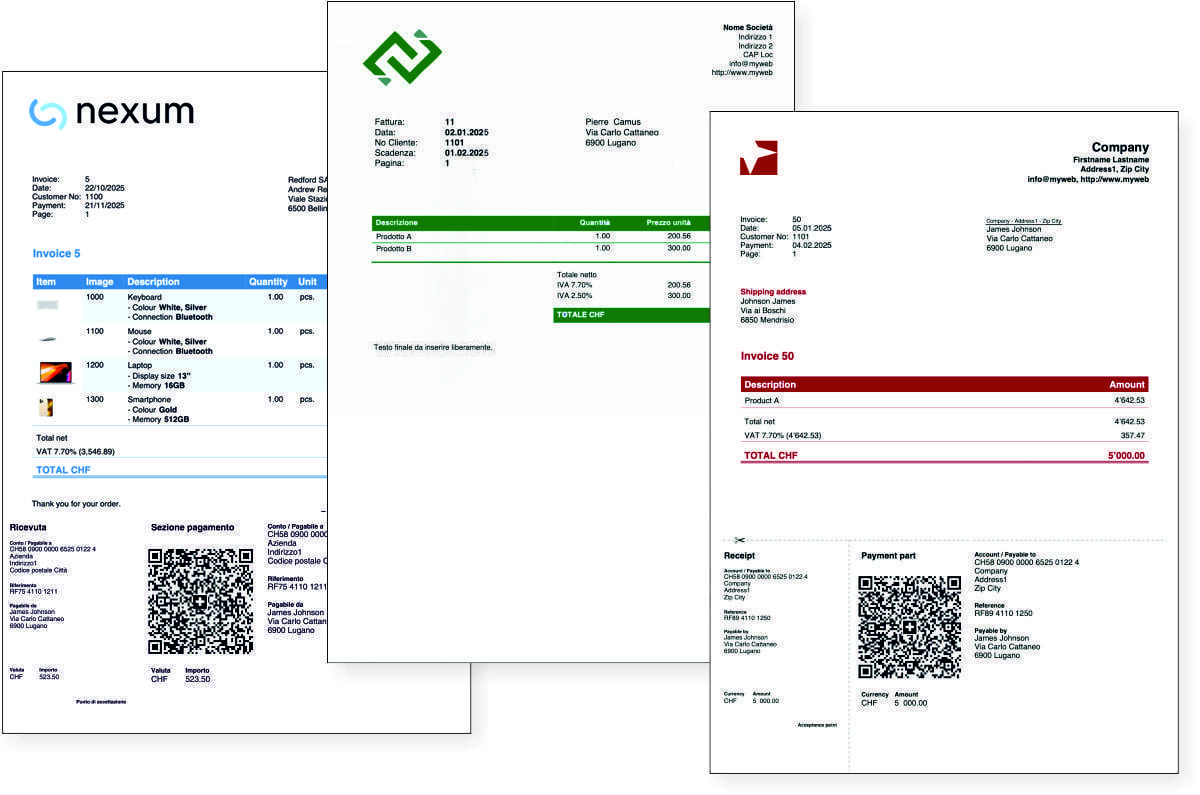 nexum
Invoice: 5
Date: 22/10/2025
Customer No: 1100
Payment: 21/11/2025
Page: 1
Redford SA
Andrew Re
Viale Stazi
6500 Bellin
Invoice 5
Item Image Description Quantity Unit
1000 Keyboard 1.00 pcs.
- Colour White, Silver
- Connection Bluetooth
1100 Mouse 1.00 pcs.
- Colour White, Silver
- Connection Bluetooth
1200 Laptop 1.00 pcs.
- Display size 13"
- Memory 16GB
1300 Smartphone 1.00 pcs.
- Colour Gold
- Memory 512GB
Total net
VAT 7.70% (3,546.89)
TOTAL CHF
Thank you for your order.
Ricevuta
Conto / Pagabile a
CH58 0900 0000 6525 0122 4
Azienda
Indirizzo1
Codice postale Città
Riferimento
RF75 4110 1211
Pagabile da
James Johnson
Via Carlo Cattaneo
6900 Lugano
Valuta Importo
CHF 523.50
Punto di accettazione
Sezione pagamento
Valuta Importo
CHF 523.50
Conto / Pagabile a
CH58 0900 000
Azienda
Indirizzo1
Codice postale C
Riferimento
RF75 4110 1211
Pagabile da
James Johnson
Via Carlo Cattan
6900 Lugano
Nome Società
Indirizzo 1
Indirizzo 2
CAP Loc
info@myweb
http://www.myweb
Fattura: 11
Data: 02.01.2025
No Cliente: 1101
Scadenza: 01.02.2025
Pagina: 1
Pierre Camus
Via Carlo Cattaneo
6900 Lugano
Descrizione Quantità Prezzo unità
Prodotto A 1.00 200.56
Prodotto B 1.00 300.00
Totale netto
IVA 7.70% 200.56
IVA 2.50% 300.00
TOTALE CHF
Testo finale da inserire liberamente.
Company
Firstname Lastname
Address1, Zip City
info@myweb, http://www.myweb
Invoice: 50
Date: 05.01.2025
Customer No: 1101
Payment: 04.02.2025
Page: 1
Company - Address1 - Zip City
James Johnson
Via Carlo Cattaneo
6900 Lugano
Shipping address
Johnson James
Via ai Boschi
6850 Mendrisio
Invoice 50
Description Amount
Product A 4'642.53
Total net 4'642.53
VAT 7.70% (4'642.53) 357.47
TOTAL CHF 5'000.00
Receipt
Account / Payable to
CH58 0900 0000 6525 0122 4
Company
Address1
Zip City
Reference
RF89 4110 1250
Payable by
James Johnson
Via Carlo Cattaneo
6900 Lugano
Currency Amount
CHF 5 000.00
Acceptance point
Payment part
Currency Amount
CHF 5 000.00
Account / Payable to
CH58 0900 0000 6525 0122 4
Company
Address1
Zip City
Reference
RF89 4110 1250
Payable by
James Johnson
Via Carlo Cattaneo
6900 Lugano